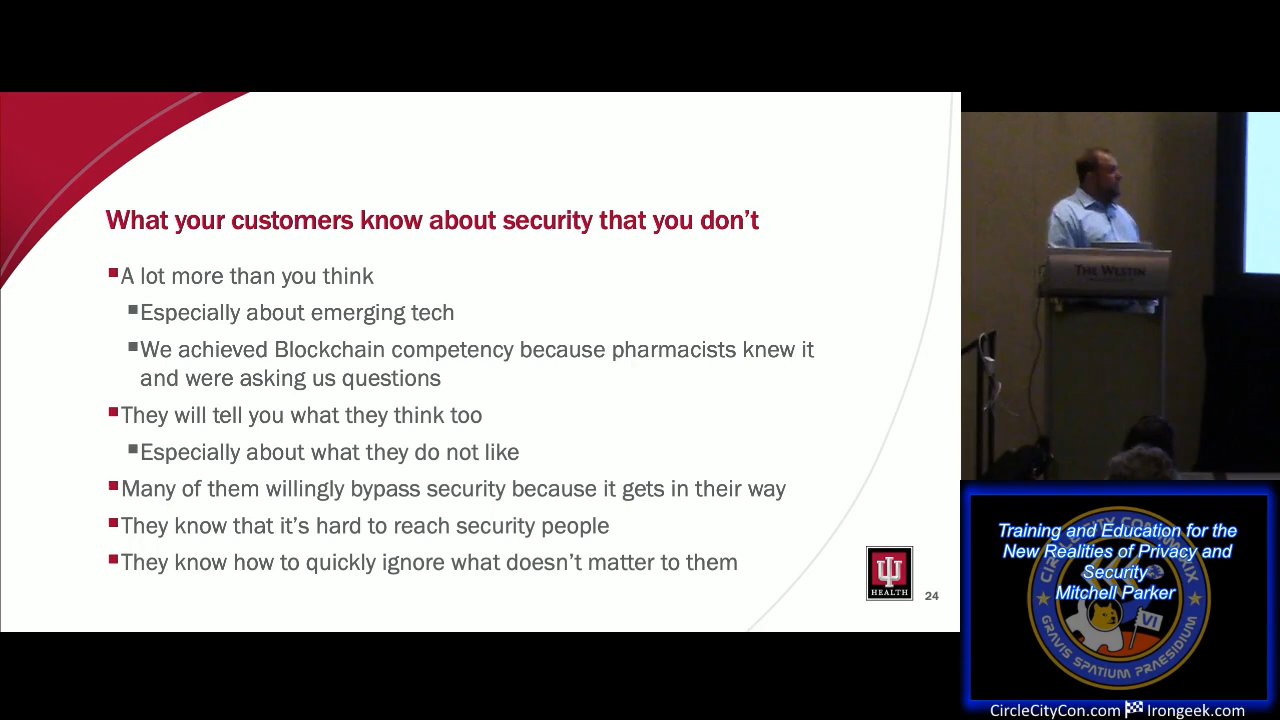 What your customers know about security that you don't
A lot more than you think
Especially about emerging tech
We achieved Blockchain competency because pharmacists knew it
and were asking us questions
They will tell you what they think too
Especially about what they do not like
Many of them willingly bypass security because it gets in their way
They know that it's hard to reach security people
They know how to quickly ignore what doesn't matter to them
HEALTH
24
THE WESTIN
Training and Education for the
New Realities of Privacy and
Security
Mitchell Parker
VI
GRAVIS SPATIUM PRAESIDIUM
CircleCityCon.com Irongeek.com